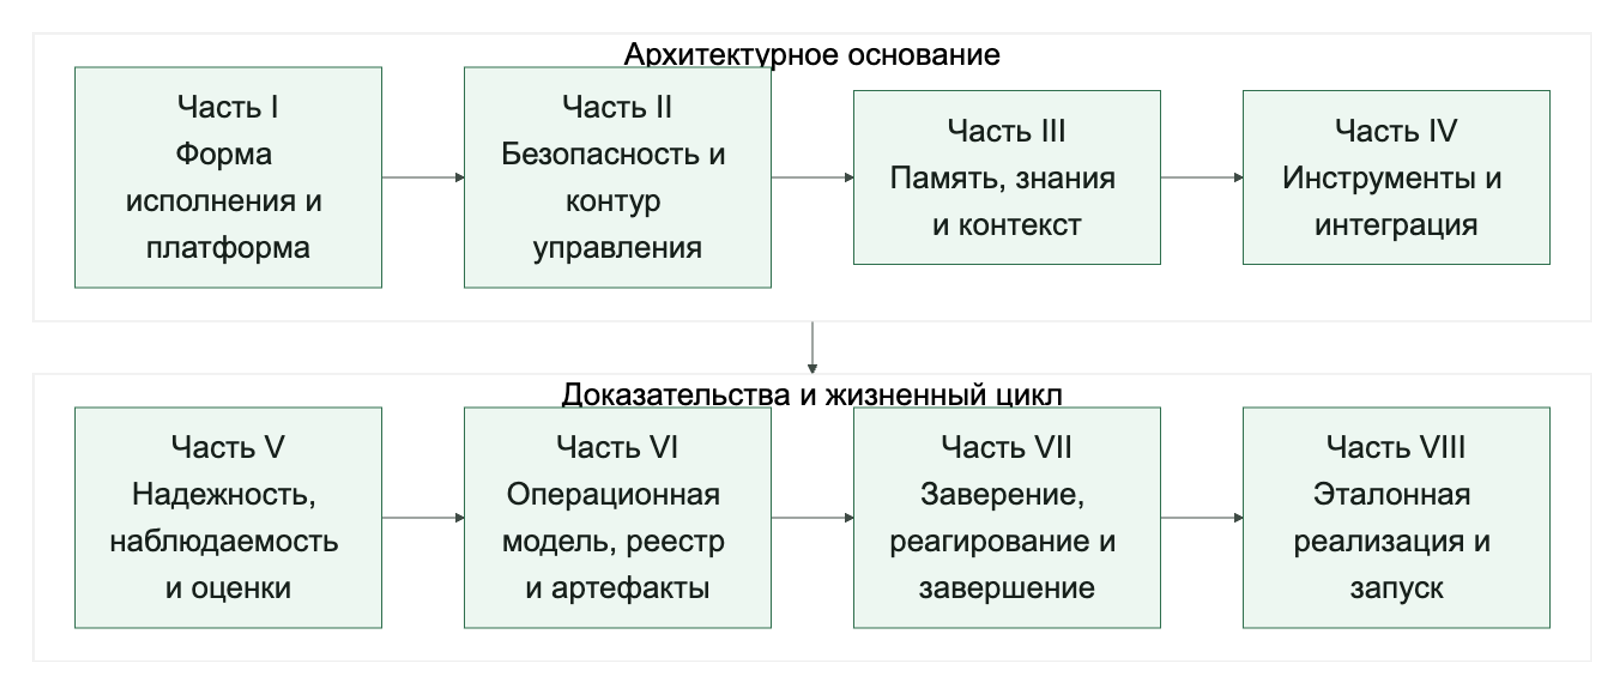 Архитектурное основание
Часть I
Форма
исполнения и
платформа
Часть II
Безопасность и
контур
управления
Часть III
Память, знания
и контекст
Часть IV
Инструменты и
интеграция
Доказательства и жизненный цикл
Часть V
Надежность,
наблюдаемость
и оценки
Часть VI
Операционная
модель, реестр
и артефакты
Часть VII
Заверение,
реагирование и
завершение
Часть VIII
Эталонная
реализация и
запуск